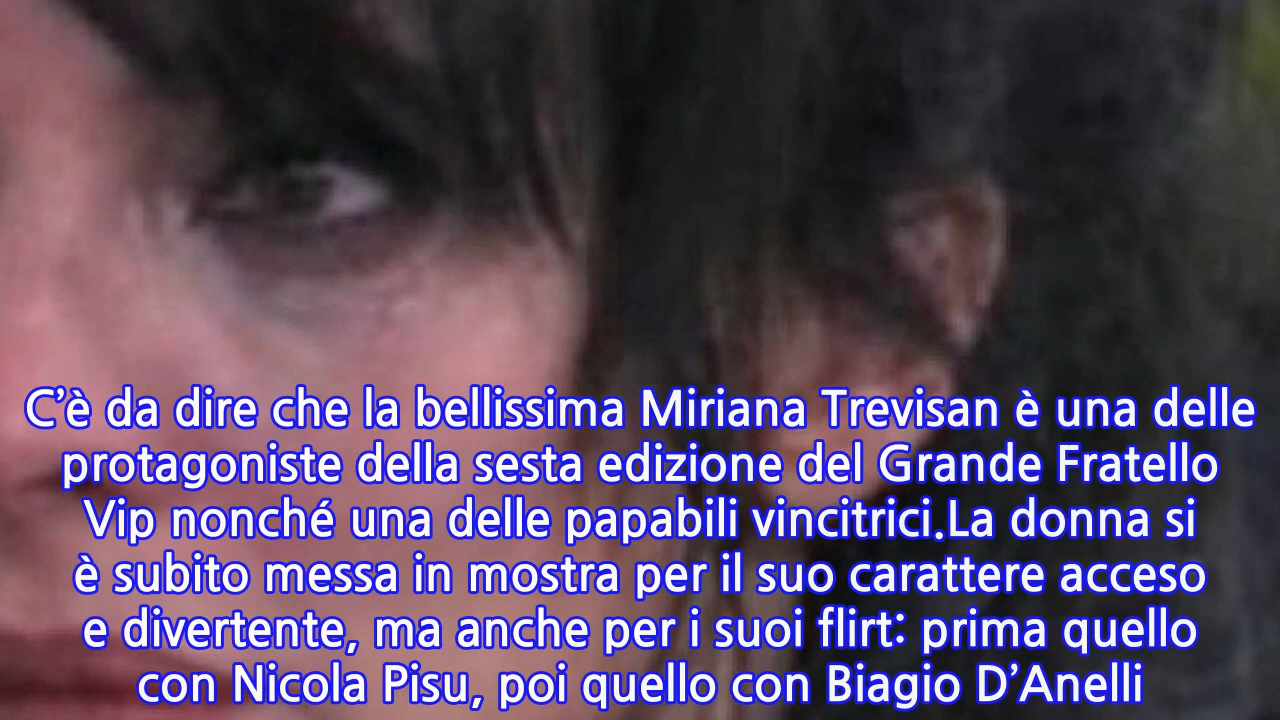 C’è da dire che la bellissima Miriana Trevisan è una delle
protagoniste della sesta edizione del Grande Fratello
Vip nonché una delle papabili vincitrici.La donna si
è subito messa in mostra per il suo carattere acceso
e divertente, ma anche per i suoi flirt: prima quello
con Nicola Pisu, poi quello con Biagio D’Anelli